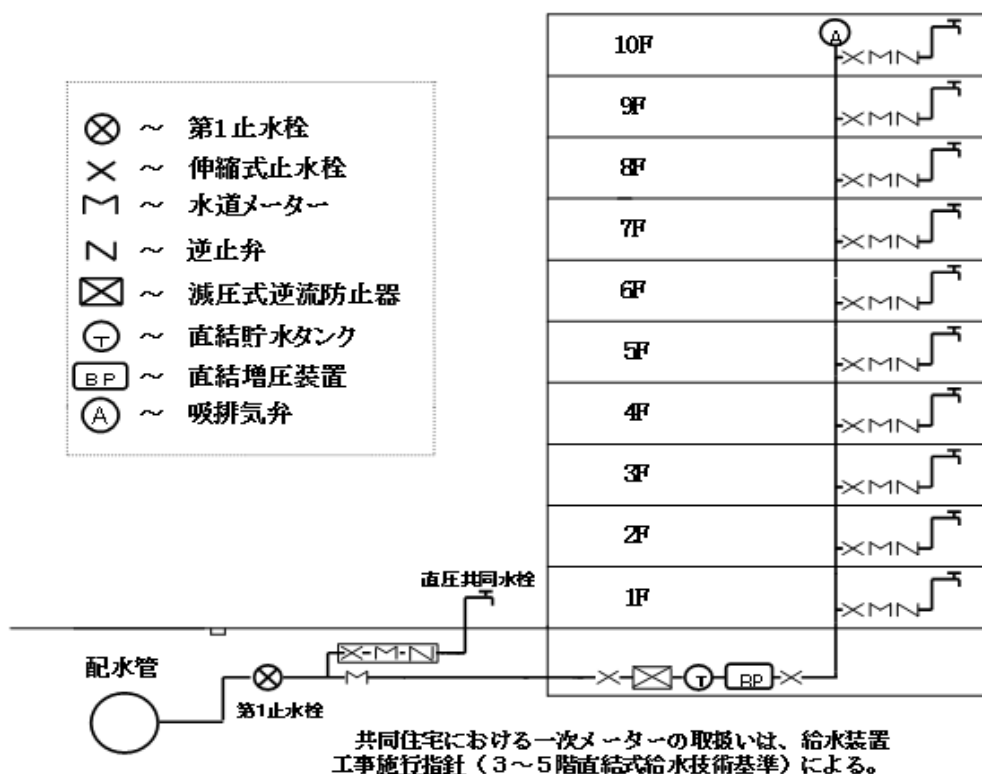 10F
9F
8F
7F
6F
5F
4F
3F
2F
1F
A
～ 第1止水栓
～ 伸縮式止水栓
～ 水道メーター
～ 逆止弁
～ 減圧式逆流防止器
T ～ 直結貯水タンク
BP ～ 直結増圧装置
A ～ 吸排気弁
直圧共同水栓
配水管
第1止水栓
T
BP
共同住宅における一次メーターの取扱いは、給水装置
工事施行指針（３～５階直結式給水技術基準）による。